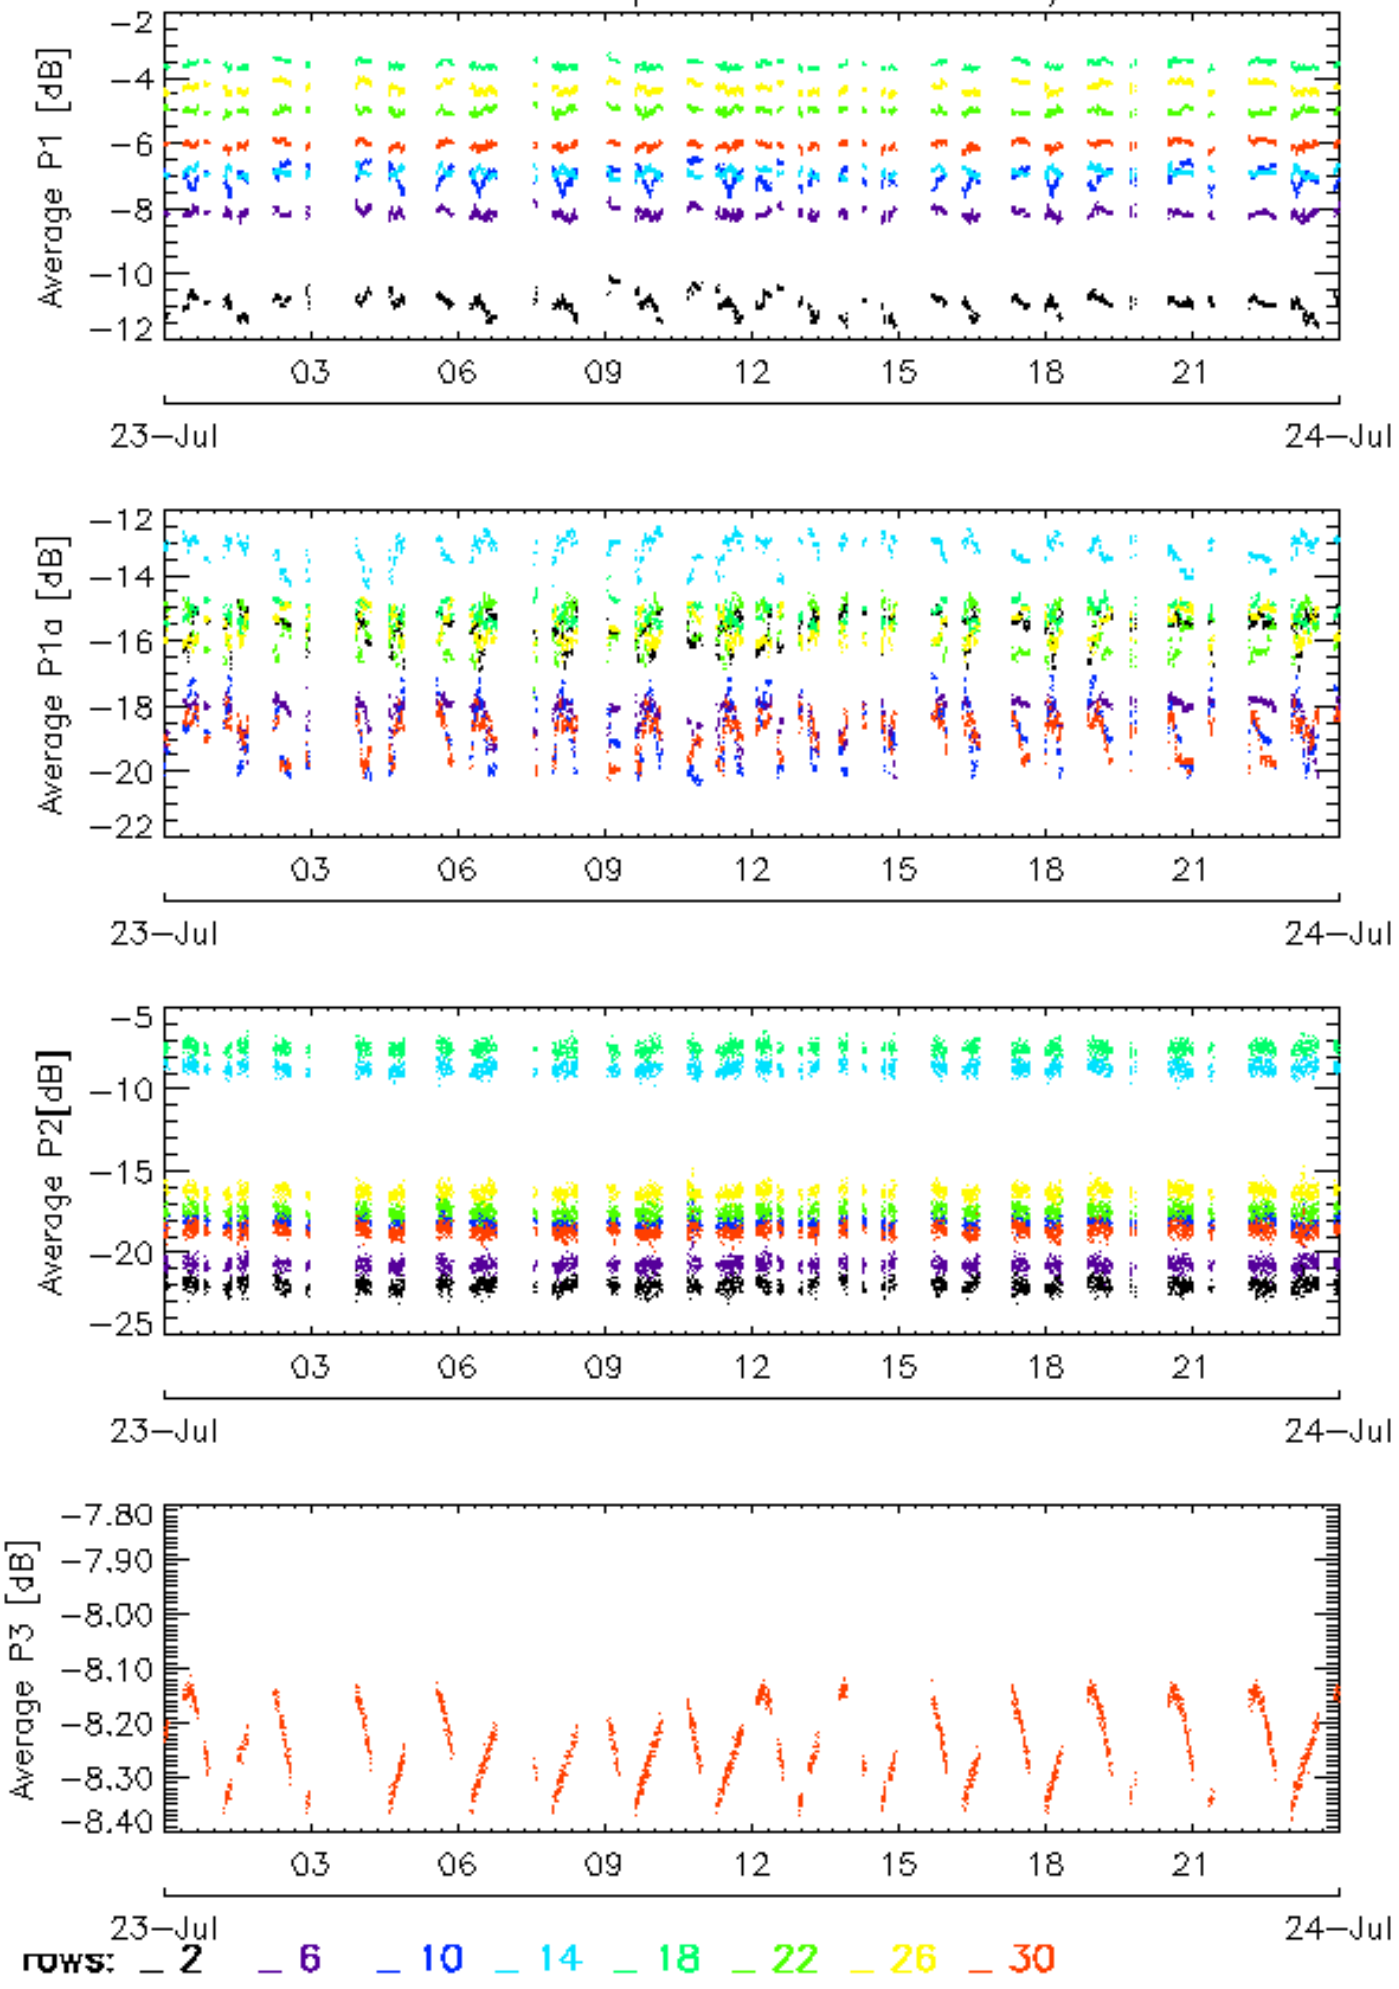 -2
-4
-6
-8
-10
-12
Average P1 [dB]
03 06 09 12 15 18 21
23-Jul 24-Jul
-12
-14
-16
-18
-20
-22
Average P1a [dB]
03 06 09 12 15 18 21
23-Jul 24-Jul
-5
-10
-15
-20
-25
Average P2[dB]
03 06 09 12 15 18 21
23-Jul 24-Jul
-7.80
-7.90
-8.00
-8.10
-8.20
-8.30
-8.40
Average P3 [dB]
03 06 09 12 15 18 21
23-Jul 24-Jul
rows: _ 2 _ 6 _ 10 _ 14 _ 18 _ 22 _ 26 _ 30